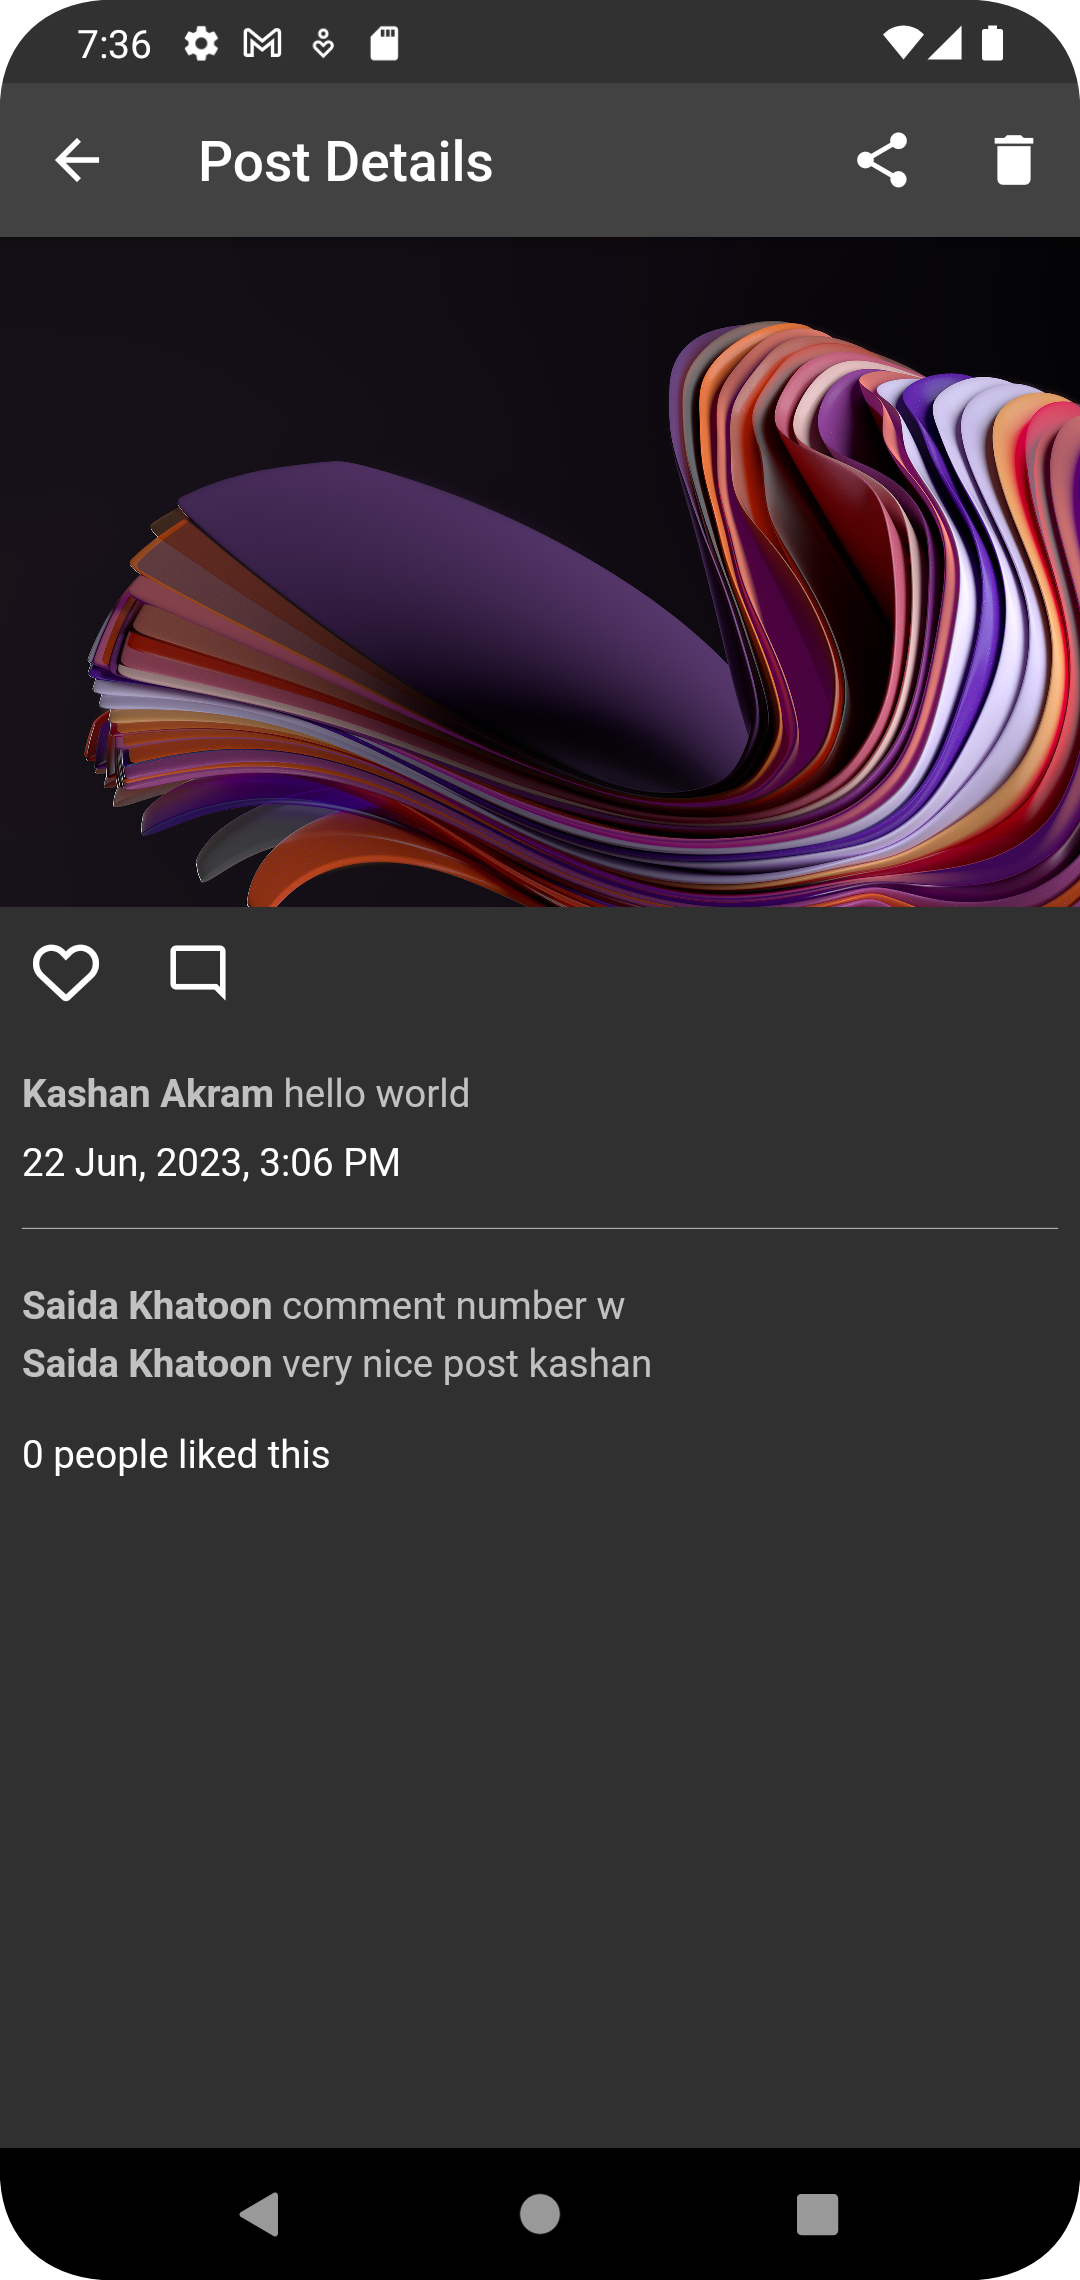 7:36
Post Details
Kashan Akram hello world
22 Jun, 2023, 3:06 PM
Saida Khatoon comment number w
Saida Khatoon very nice post kashan
0 people liked this